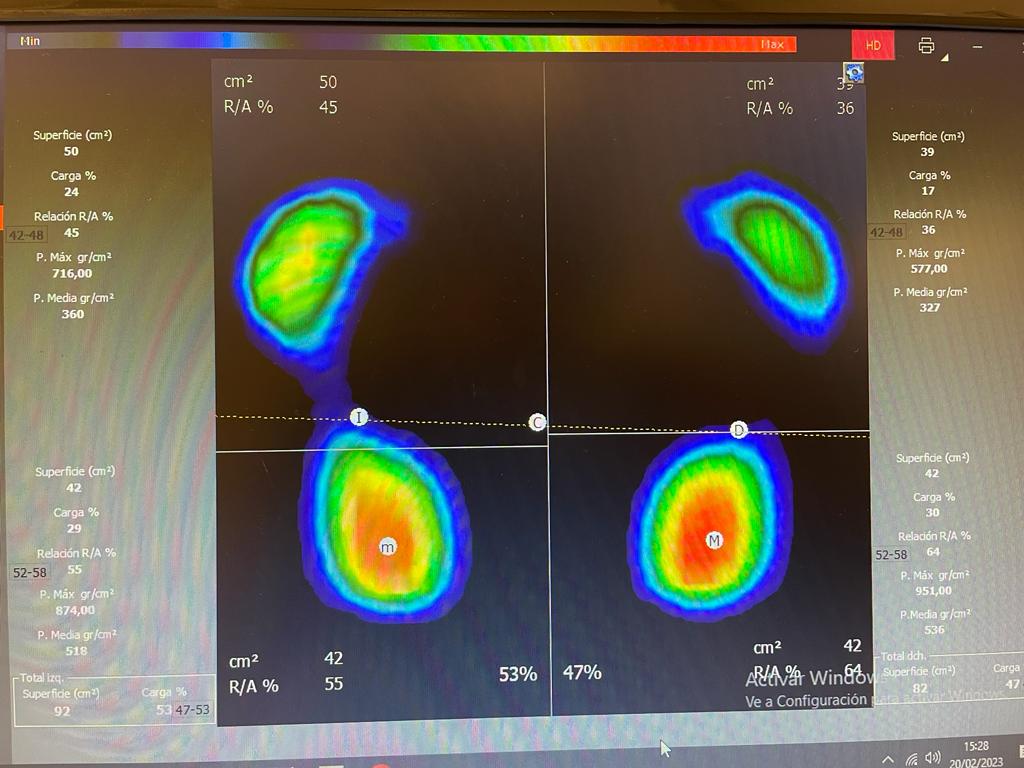 Min
Max
HD
cm² 50
R/A % 45
cm² 39
R/A % 36
Superficie (cm²)
50
Carga %
24
Relación R/A %
42-48
45
P. Máx gr/cm²
716,00
P. Media gr/cm²
360
Superficie (cm²)
39
Carga %
17
Relación R/A %
42-48
36
P. Máx gr/cm²
577,00
P. Media gr/cm²
327
I
C
D
m
M
Superficie (cm²)
42
Carga %
29
Relación R/A %
52-58
55
P. Máx gr/cm²
874,00
P. Media gr/cm²
518
Superficie (cm²)
42
Carga %
30
Relación R/A %
52-58
64
P. Máx gr/cm²
951,00
P.Media gr/cm²
536
cm² 42
R/A % 55
53%
47%
cm² 42
R/A % 64
Total izq.
Superficie (cm²) Carga %
92 53 47-53
Total dch.
Superficie (cm²) Carga
82 47
Activar Windows
Ve a Configuración para activar Windows.
15:28
20/02/2023